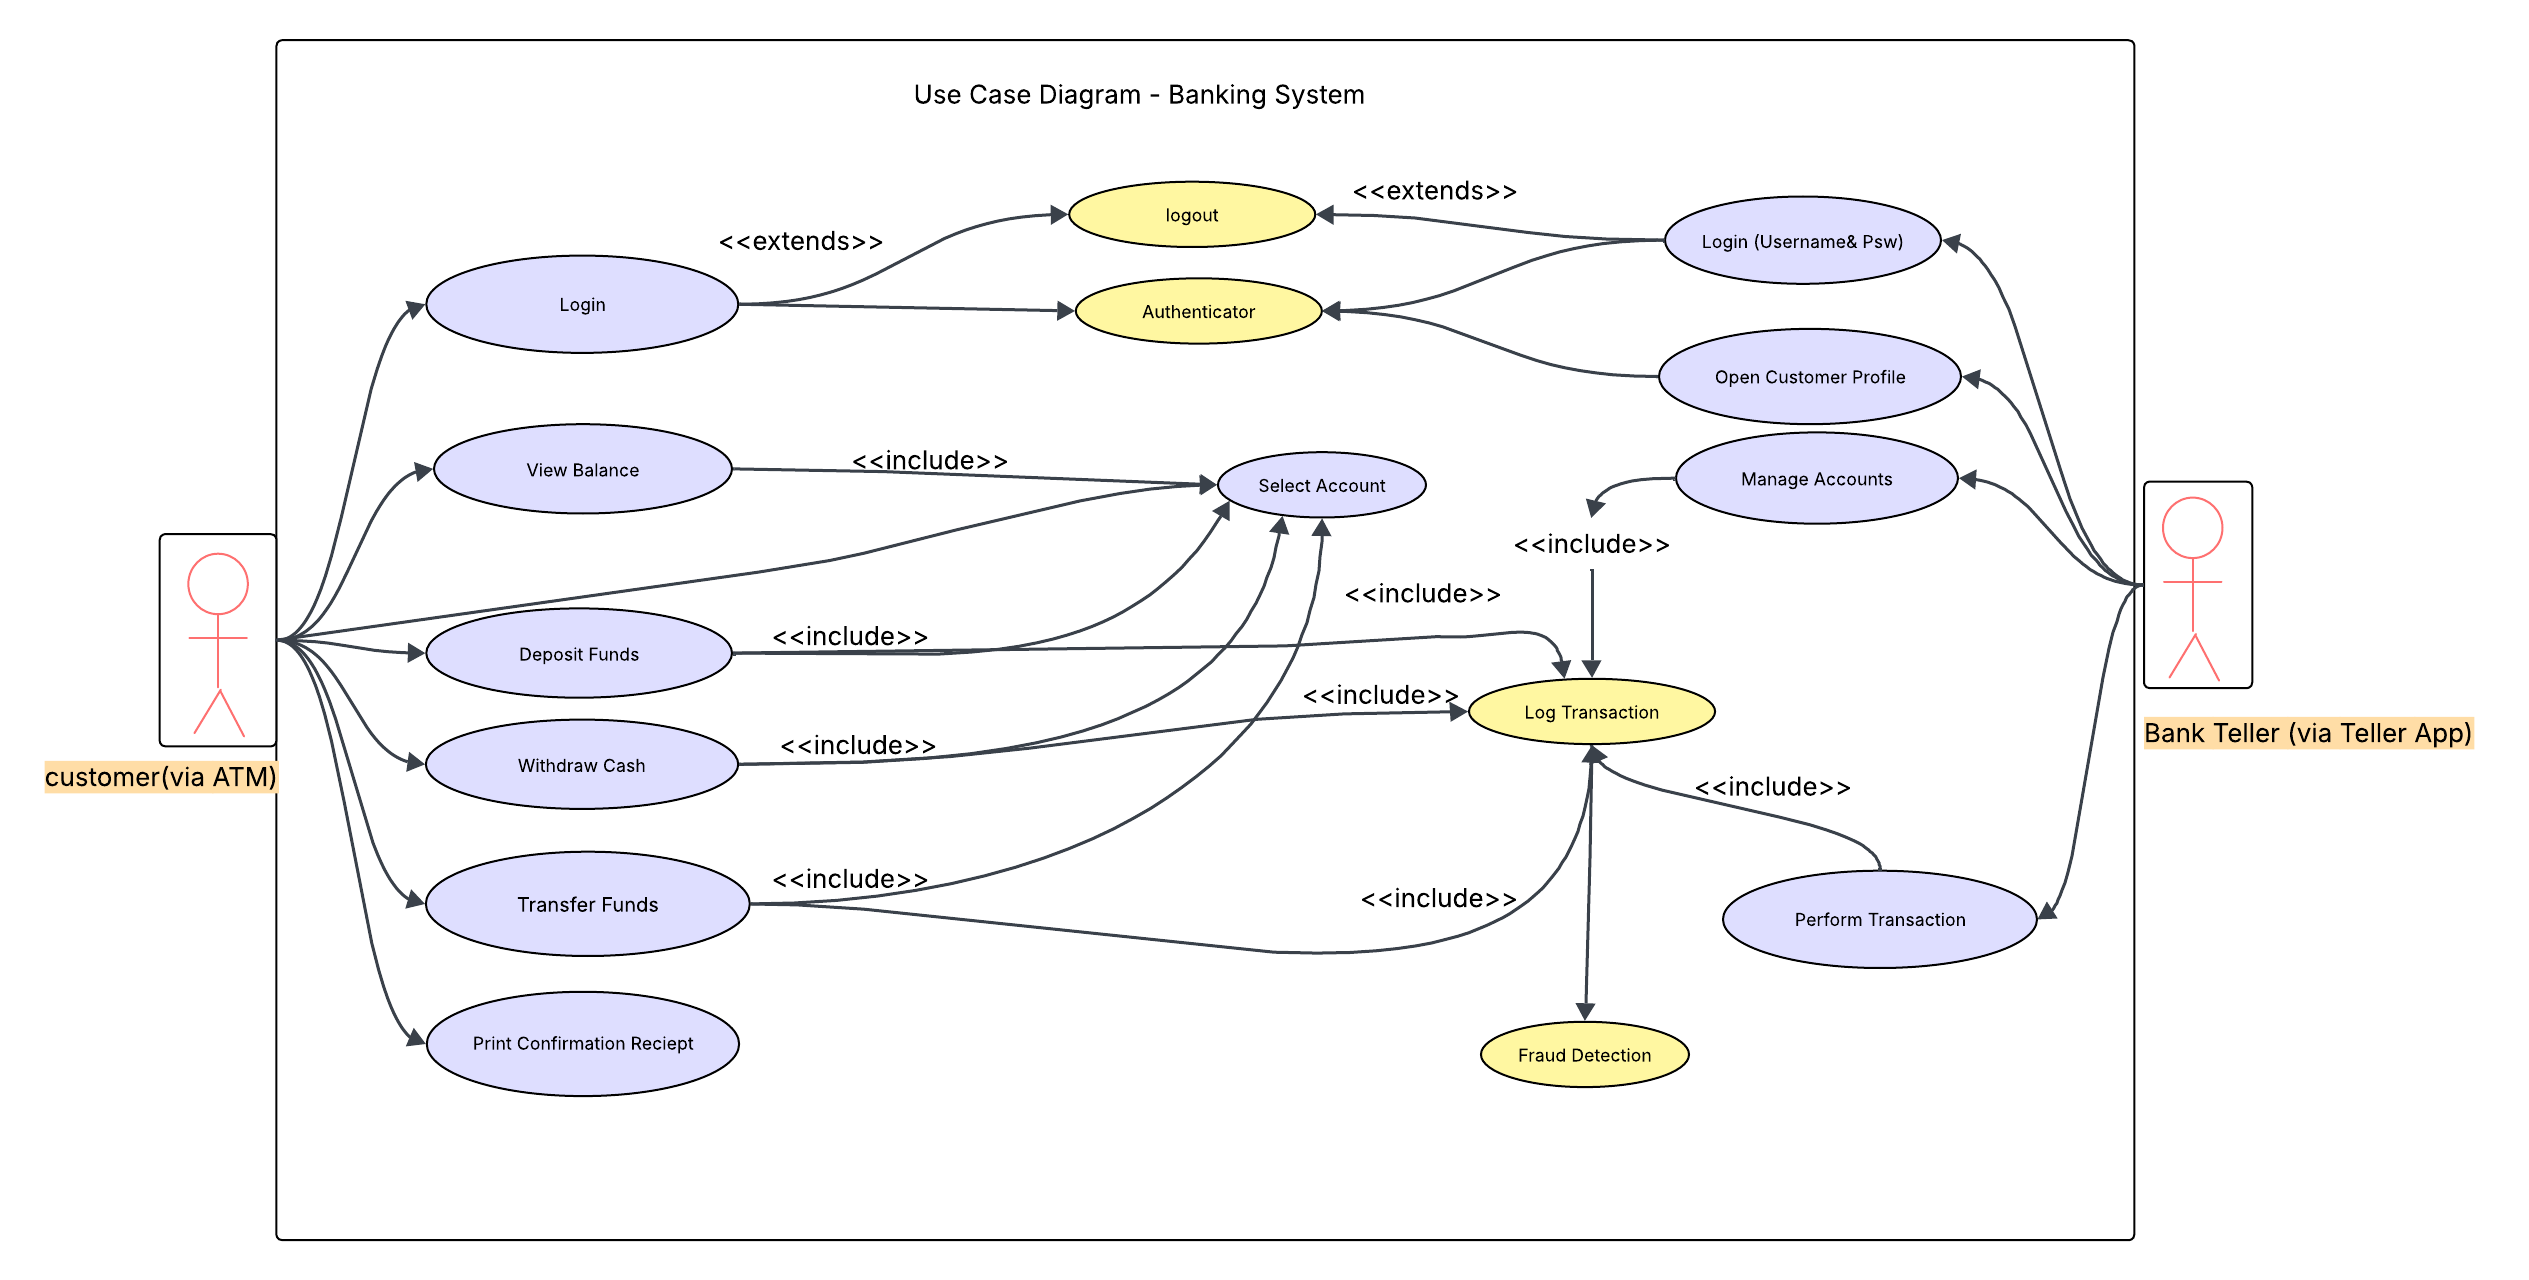 Use Case Diagram - Banking System
<<extends>>
logout
<<extends>>
Login (Username& Psw)
Login
Authenticator
Open Customer Profile
View Balance
<<include>>
Select Account
Manage Accounts
<<include>>
<<include>>
Deposit Funds
<<include>>
<<include>>
Log Transaction
Bank Teller (via Teller App)
customer(via ATM)
Withdraw Cash
<<include>>
<<include>>
Transfer Funds
<<include>>
<<include>>
Perform Transaction
Print Confirmation Reciept
Fraud Detection